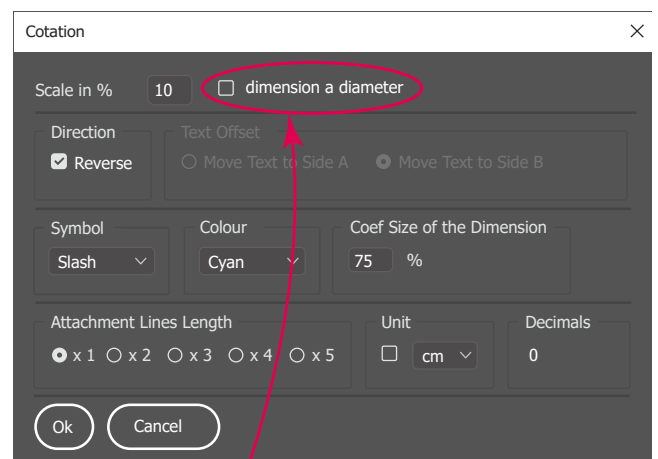 Cotation
Scale in % 10 dimension a diameter
Direction Text Offset
Reverse Move Text to Side A Move Text to Side B
Symbol Colour Coef Size of the Dimension
Slash Cyan 75 %
Attachment Lines Length Unit Decimals
x 1 x 2 x 3 x 4 x 5 cm 0
Ok Cancel